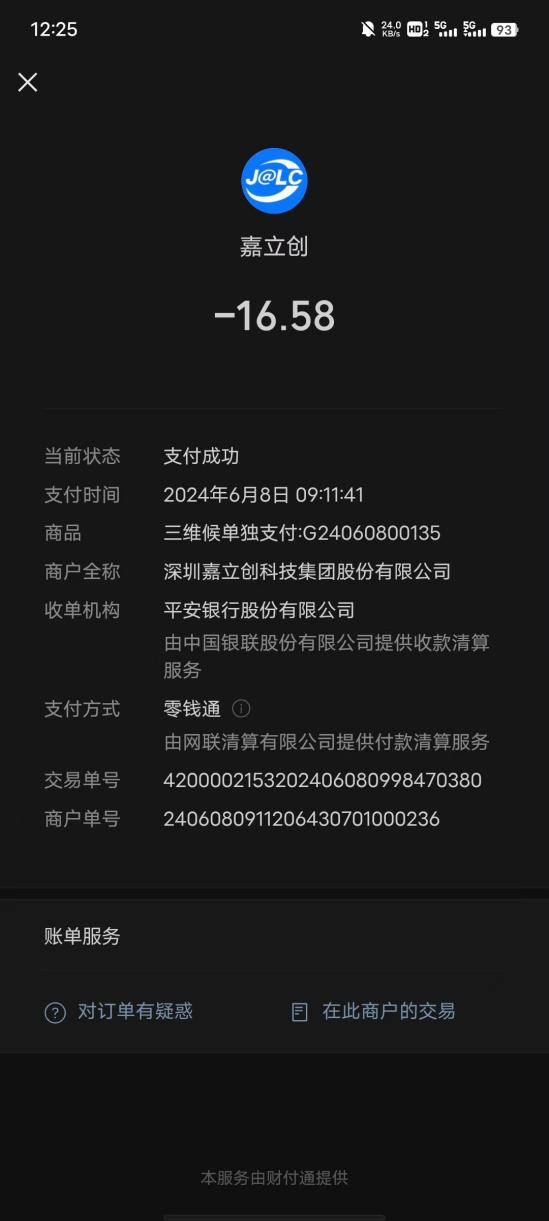 12:25
24.0 KB/s HD 1 2 5G 5G 93
J@LC
嘉立创
-16.58
当前状态 支付成功
支付时间 2024年6月8日 09:11:41
商品 三维候单独支付:G24060800135
商户全称 深圳嘉立创科技集团股份有限公司
收单机构 平安银行股份有限公司
由中国银联股份有限公司提供收款清算
服务
支付方式 零钱通
由网联清算有限公司提供付款清算服务
交易单号 4200002153202406080998470380
商户单号 2406080911206430701000236
账单服务
对订单有疑惑 在此商户的交易
本服务由财付通提供